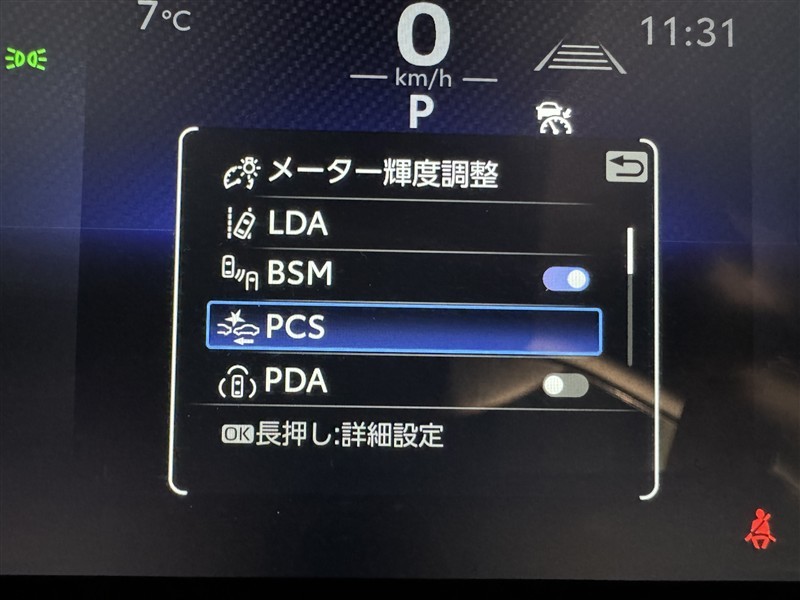 7℃
0
11:31
km/h
P
メーター輝度調整
LDA
BSM
PCS
PDA
OK長押し:詳細設定